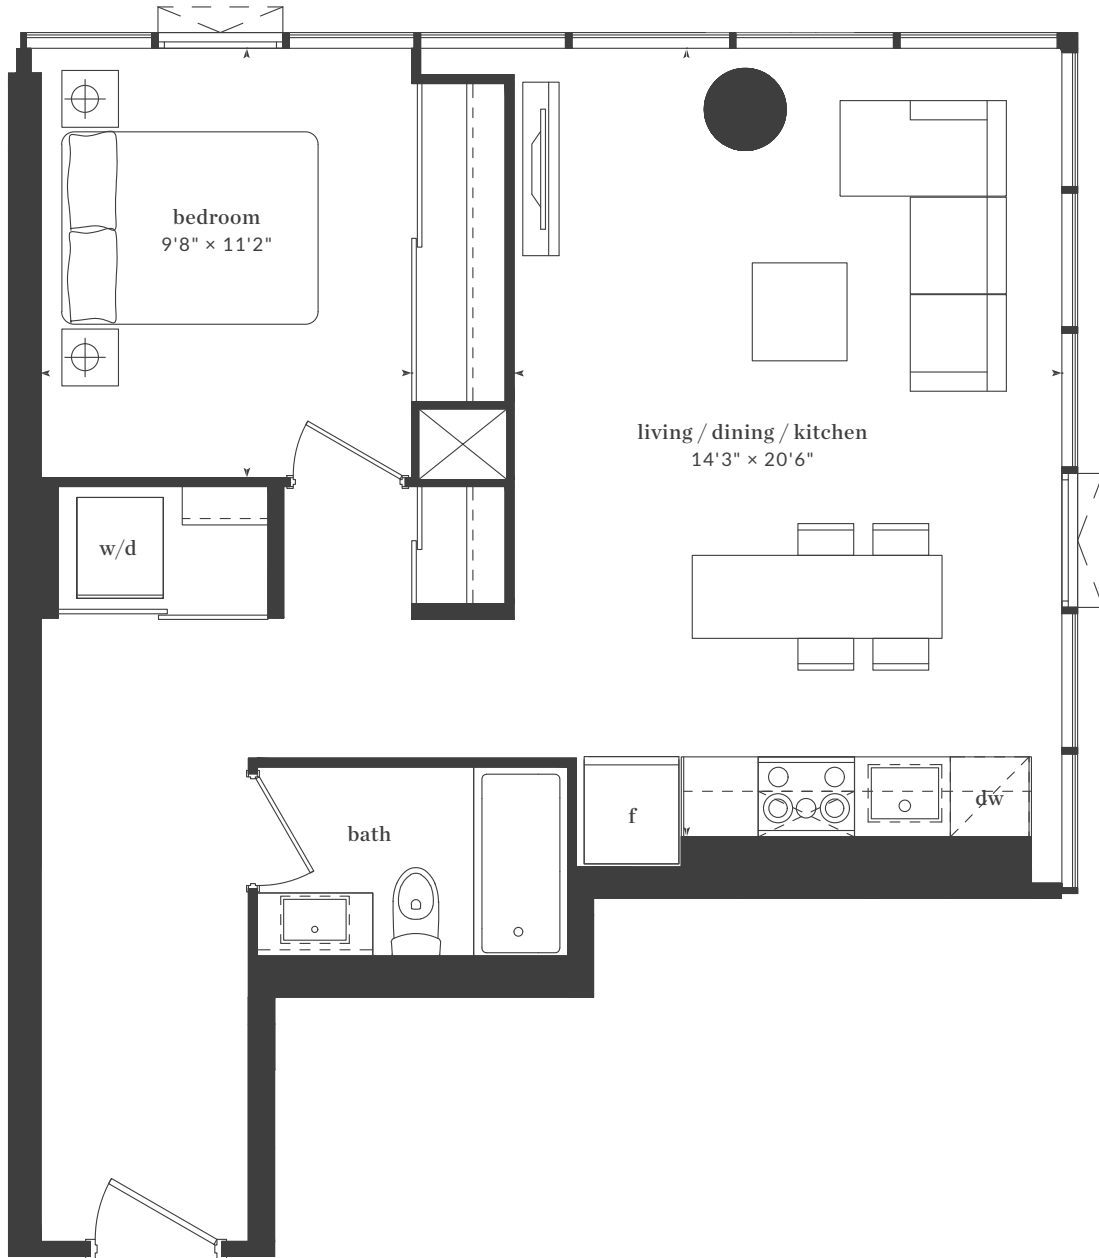 bedroom
9'8" × 11'2"
living / dining / kitchen
14'3" × 20'6"
w/d
f
dw
bath